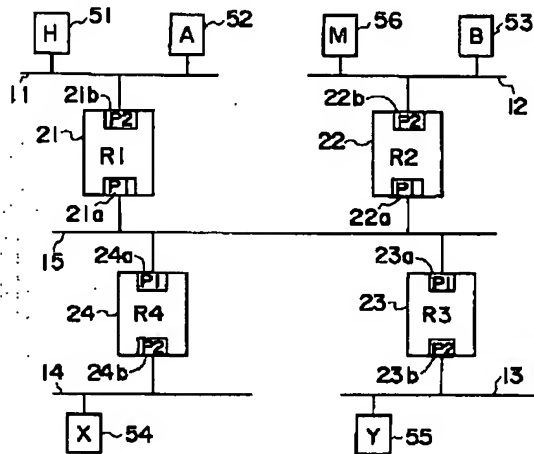 H 51 A 52 M 56 B 53
11 12
21b P2 22b P2
21 R1 22 R2
P1 P1
21a 22a
15
24a P1 23a P1
24 R4 23 R3
P2 P2
14 24b 23b 13
X 54 Y 55